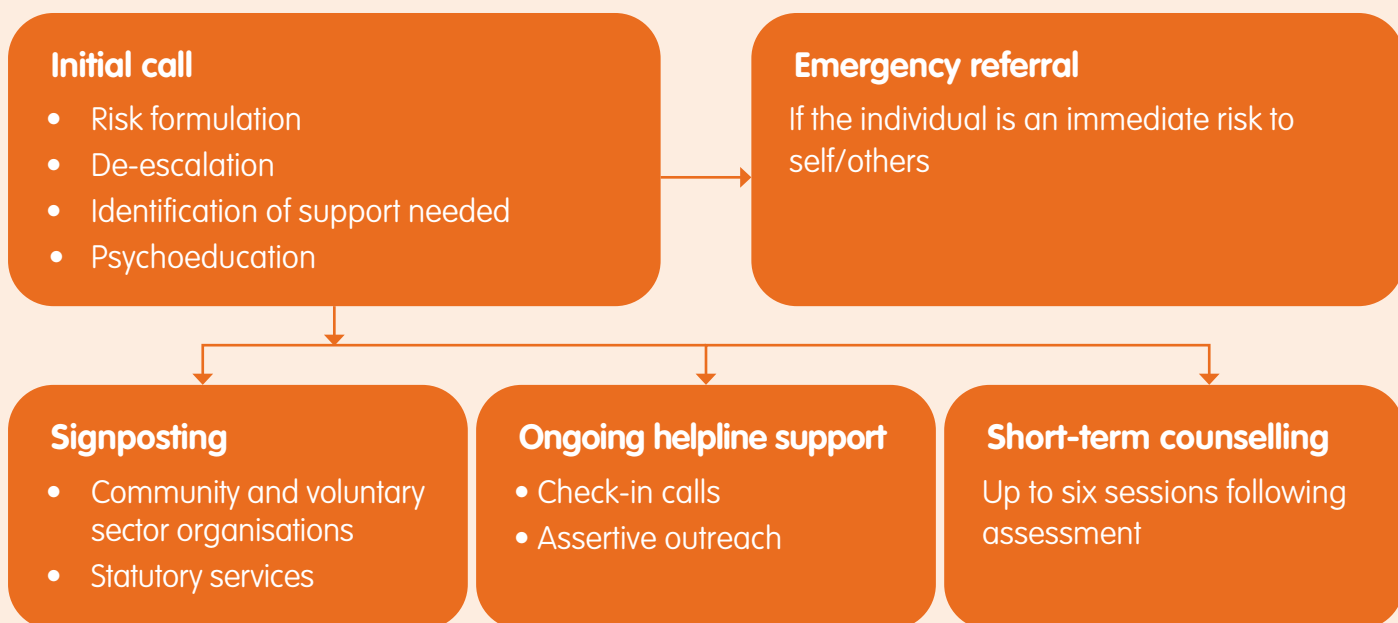 Initial call
• Risk formulation
• De-escalation
• Identification of support needed
• Psychoeducation
Emergency referral
If the individual is an immediate risk to
self/others
Signposting
• Community and voluntary
sector organisations
• Statutory services
Ongoing helpline support
• Check-in calls
• Assertive outreach
Short-term counselling
Up to six sessions following
assessment